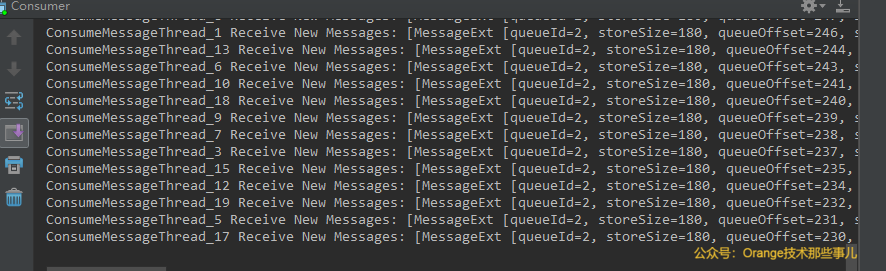 Consumer
ConsumeMessageThread_1 Receive New Messages: [MessageExt [queueId=2, storeSize=180, queueOffset=246, s
ConsumeMessageThread_13 Receive New Messages: [MessageExt [queueId=2, storeSize=180, queueOffset=244,
ConsumeMessageThread_6 Receive New Messages: [MessageExt [queueId=2, storeSize=180, queueOffset=243, s
ConsumeMessageThread_10 Receive New Messages: [MessageExt [queueId=2, storeSize=180, queueOffset=241,
ConsumeMessageThread_18 Receive New Messages: [MessageExt [queueId=2, storeSize=180, queueOffset=240,
ConsumeMessageThread_9 Receive New Messages: [MessageExt [queueId=2, storeSize=180, queueOffset=239, s
ConsumeMessageThread_7 Receive New Messages: [MessageExt [queueId=2, storeSize=180, queueOffset=238, s
ConsumeMessageThread_3 Receive New Messages: [MessageExt [queueId=2, storeSize=180, queueOffset=237, s
ConsumeMessageThread_15 Receive New Messages: [MessageExt [queueId=2, storeSize=180, queueOffset=235,
ConsumeMessageThread_12 Receive New Messages: [MessageExt [queueId=2, storeSize=180, queueOffset=234,
ConsumeMessageThread_19 Receive New Messages: [MessageExt [queueId=2, storeSize=180, queueOffset=232,
ConsumeMessageThread_5 Receive New Messages: [MessageExt [queueId=2, storeSize=180, queueOffset=231, s
ConsumeMessageThread_17 Receive New Messages: [MessageExt [queueId=2, storeSize=180, queueOffset=230,
公众号：Orange技术那些事儿